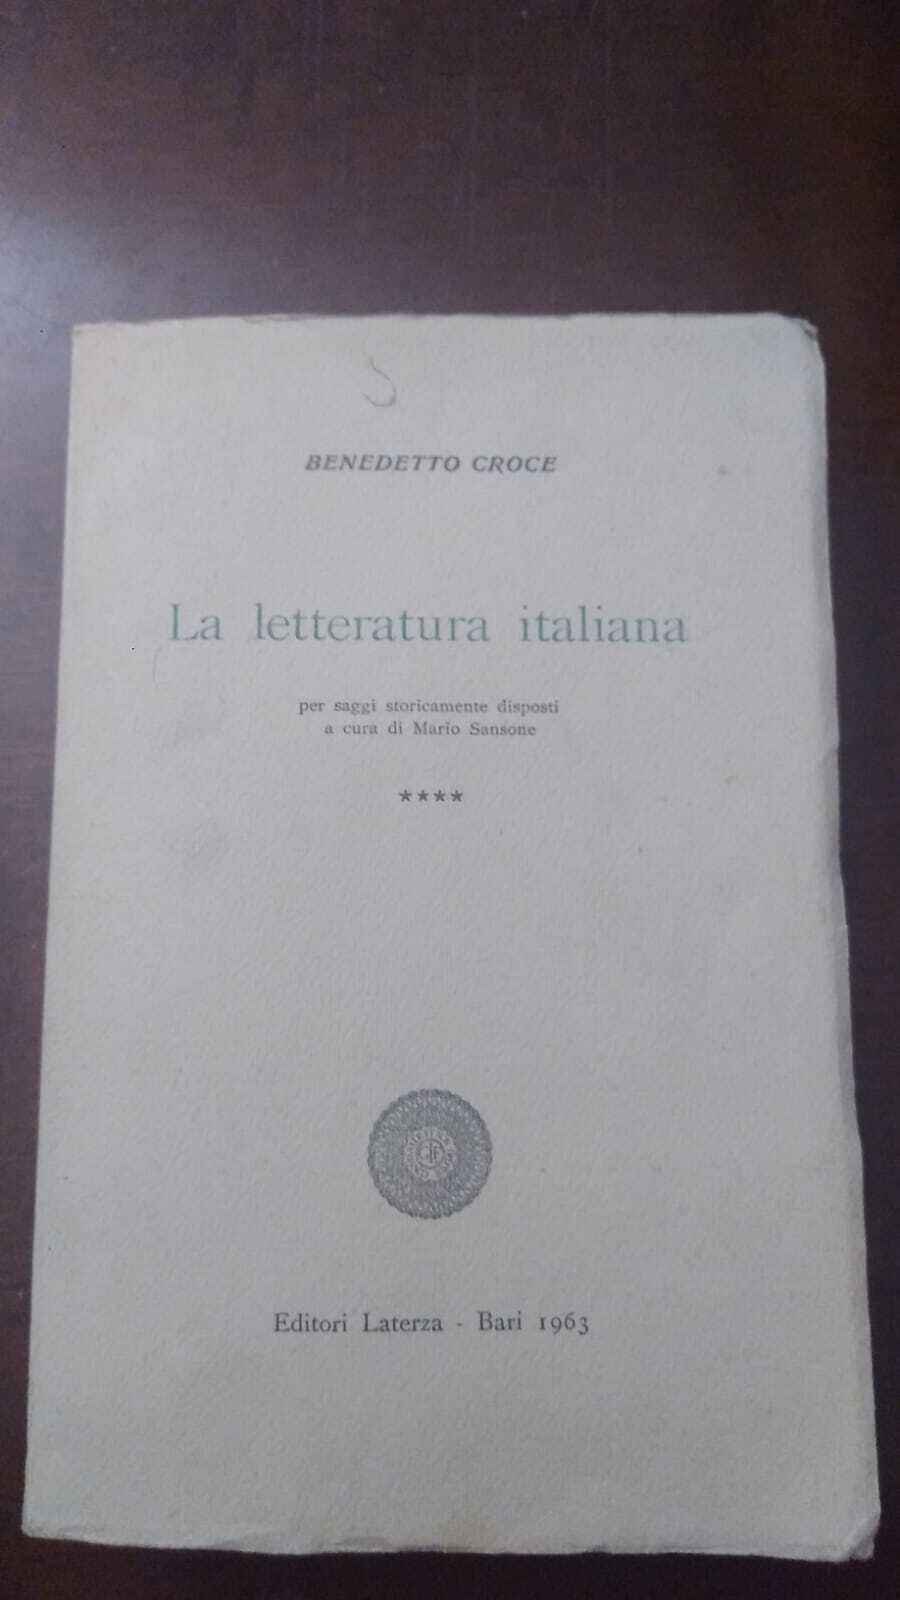 BENEDETTO CROCE
La letteratura italiana
per saggi storicamente disposti
a cura di Mario Sansone
****
Editori Laterza - Bari 1963